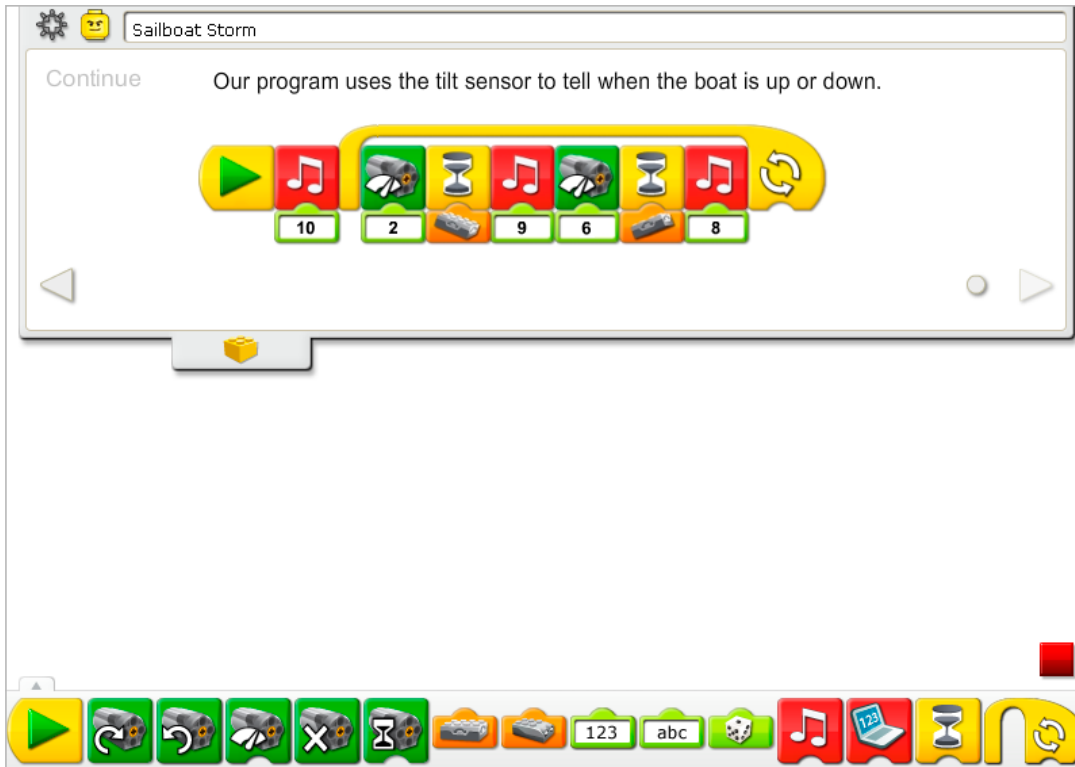 Sailboat Storm
Continue
Our program uses the tilt sensor to tell when the boat is up or down.
10 2 9 6 8
123 abc 123